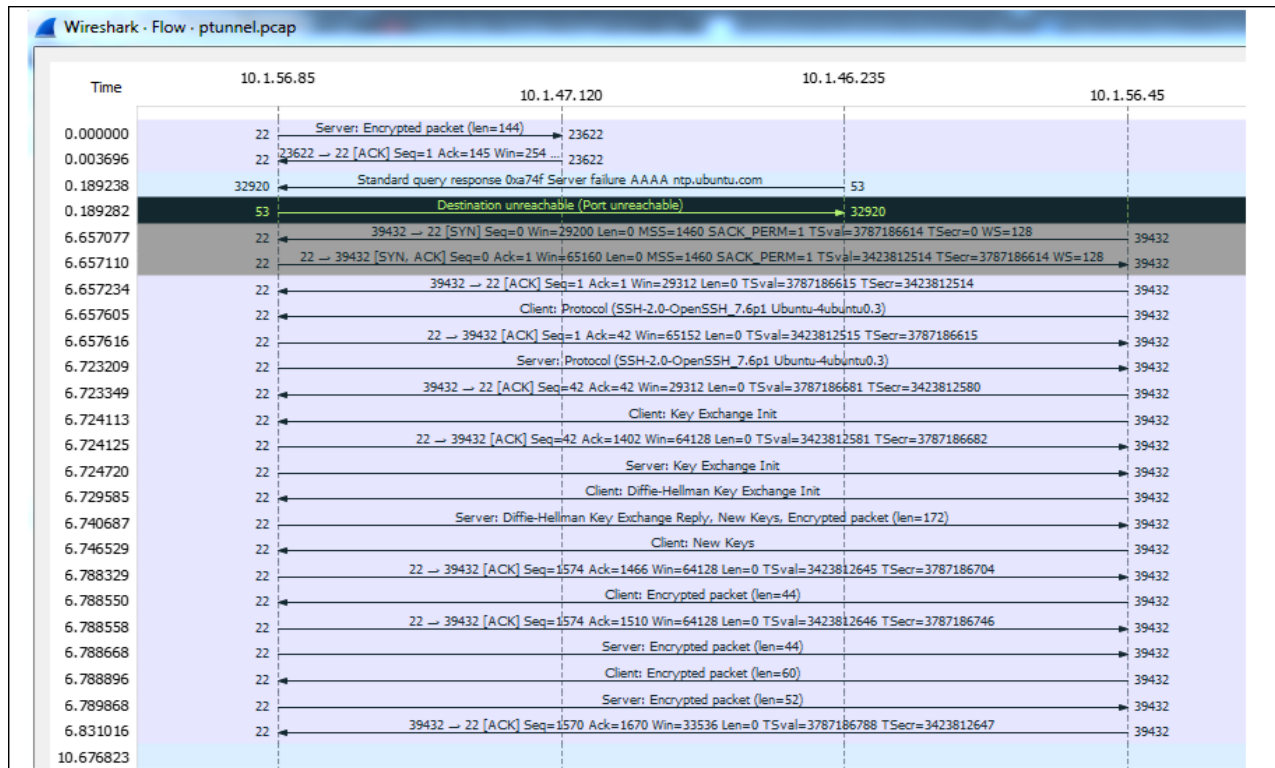 Wireshark · Flow · ptunnel.pcap
Time 10.1.56.85 10.1.47.120 10.1.46.235 10.1.56.45
0.000000 22 Server: Encrypted packet (len=144) 23622
0.003696 22 23622 → 22 [ACK] Seq=1 Ack=145 Win=254 ... 23622
0.189238 32920 Standard query response 0xa74f Server failure AAAA ntp.ubuntu.com 53
0.189282 53 Destination unreachable (Port unreachable) 32920
6.657077 22 39432 → 22 [SYN] Seq=0 Win=29200 Len=0 MSS=1460 SACK_PERM=1 TSval=3787186614 TSecr=0 WS=128 39432
6.657110 22 22 → 39432 [SYN, ACK] Seq=0 Ack=1 Win=65160 Len=0 MSS=1460 SACK_PERM=1 TSval=3423812514 TSecr=3787186614 WS=128 39432
6.657234 22 39432 → 22 [ACK] Seq=1 Ack=1 Win=29312 Len=0 TSval=3787186615 TSecr=3423812514 39432
6.657605 22 Client: Protocol (SSH-2.0-OpenSSH_7.6p1 Ubuntu-4ubuntu0.3) 39432
6.657616 22 22 → 39432 [ACK] Seq=1 Ack=42 Win=65152 Len=0 TSval=3423812515 TSecr=3787186615 39432
6.723209 22 Server: Protocol (SSH-2.0-OpenSSH_7.6p1 Ubuntu-4ubuntu0.3) 39432
6.723349 22 39432 → 22 [ACK] Seq=42 Ack=42 Win=29312 Len=0 TSval=3787186681 TSecr=3423812580 39432
6.724113 22 Client: Key Exchange Init 39432
6.724125 22 22 → 39432 [ACK] Seq=42 Ack=1402 Win=64128 Len=0 TSval=3423812581 TSecr=3787186682 39432
6.724720 22 Server: Key Exchange Init 39432
6.729585 22 Client: Diffie-Hellman Key Exchange Init 39432
6.740687 22 Server: Diffie-Hellman Key Exchange Reply, New Keys, Encrypted packet (len=172) 39432
6.746529 22 Client: New Keys 39432
6.788329 22 22 → 39432 [ACK] Seq=1574 Ack=1466 Win=64128 Len=0 TSval=3423812645 TSecr=3787186704 39432
6.788550 22 Client: Encrypted packet (len=44) 39432
6.788558 22 22 → 39432 [ACK] Seq=1574 Ack=1510 Win=64128 Len=0 TSval=3423812646 TSecr=3787186746 39432
6.788668 22 Server: Encrypted packet (len=44) 39432
6.788896 22 Client: Encrypted packet (len=60) 39432
6.789868 22 Server: Encrypted packet (len=52) 39432
6.831016 22 39432 → 22 [ACK] Seq=1570 Ack=1670 Win=33536 Len=0 TSval=3787186788 TSecr=3423812647 39432
10.676823